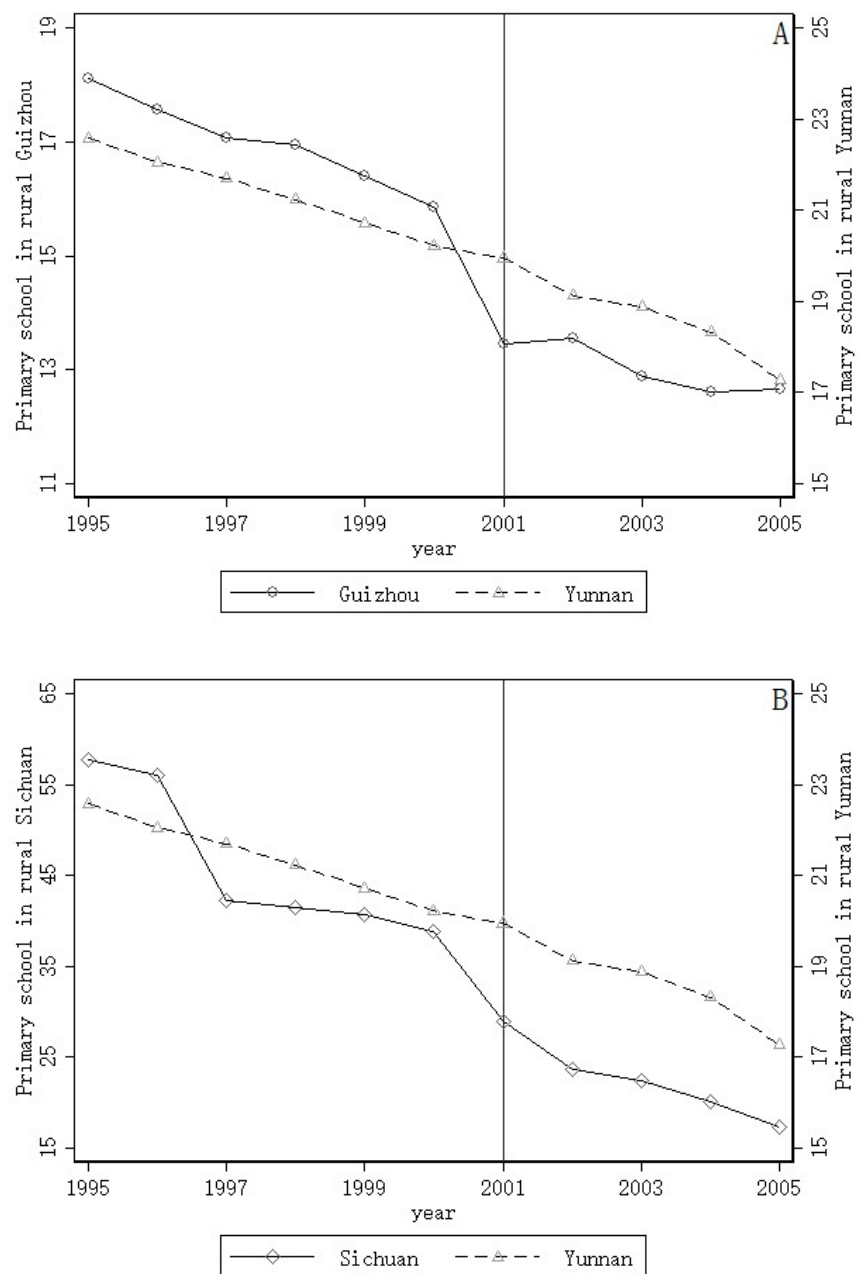 A
Primary school in rural Guizhou
19
17
15
13
11
25
23
21
19
17
15
Primary school in rural Yunnan
1995 1997 1999 2001 2003 2005
year
Guizhou Yunnan
B
Primary school in rural Sichuan
65
55
45
35
25
15
25
23
21
19
17
15
Primary school in rural Yunnan
1995 1997 1999 2001 2003 2005
year
Sichuan Yunnan